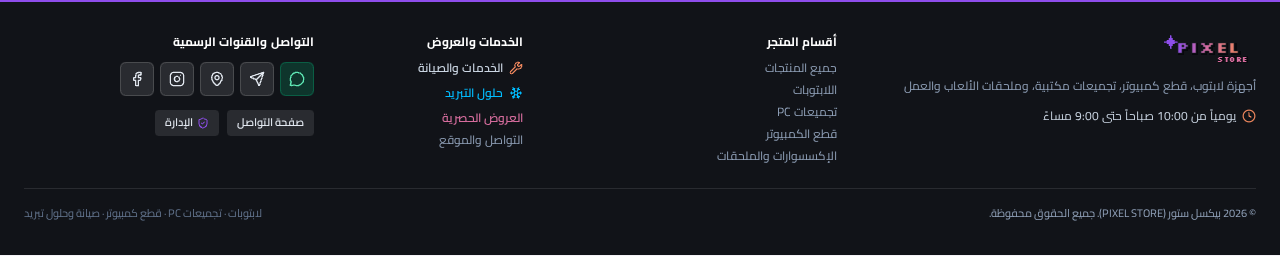 PIXEL
STORE
أجهزة لابتوب، قطع كمبيوتر، تجميعات مكتبية، وملحقات الألعاب والعمل
يومياً من 10:00 صباحاً حتى 9:00 مساءً
أقسام المتجر
جميع المنتجات
اللابتوبات
تجميعات PC
قطع الكمبيوتر
الإكسسوارات والملحقات
الخدمات والعروض
الخدمات والصيانة
حلول التبريد
العروض الحصرية
التواصل والموقع
التواصل والقنوات الرسمية
صفحة التواصل
الإدارة
© 2026 بيكسل ستور (PIXEL STORE). جميع الحقوق محفوظة.
لابتوبات · تجميعات PC · قطع كمبيوتر · صيانة وحلول تبريد